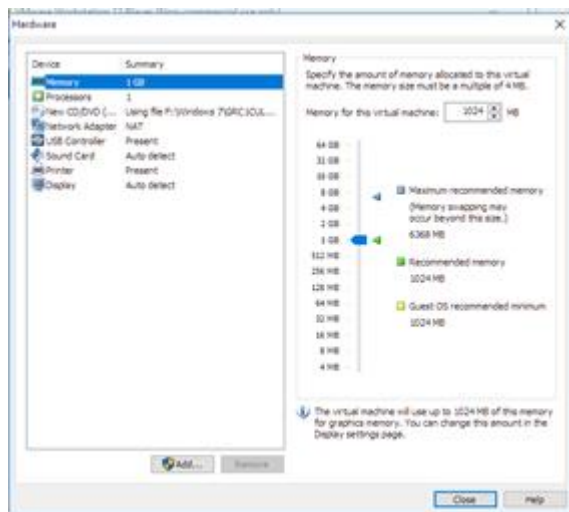 Hardware
Device Summary
Memory 1 GB
Processors 1
New CD/DVD (... Using file F:\Windows
Network Adapter NAT
USB Controller Present
Sound Card Auto detect
Printer Present
Display Auto detect
Add...
Remove
Memory
Specify the amount of memory allocated to this virtual
machine. The memory size must be a multiple of 4 MB.
Memory for this virtual machine: 1024 MB
64 GB
32 GB
16 GB
8 GB
4 GB
2 GB
1 GB
512 MB
256 MB
128 MB
64 MB
32 MB
16 MB
8 MB
4 MB
Maximum recommended memory
(Memory swapping may
occur beyond this size.)
6368 MB
Recommended memory
1024 MB
Guest OS recommended minimum
1024 MB
The virtual machine will use up to 1024 MB of this memory
for graphics memory. You can change this amount in the
Display settings page.
Close
Help